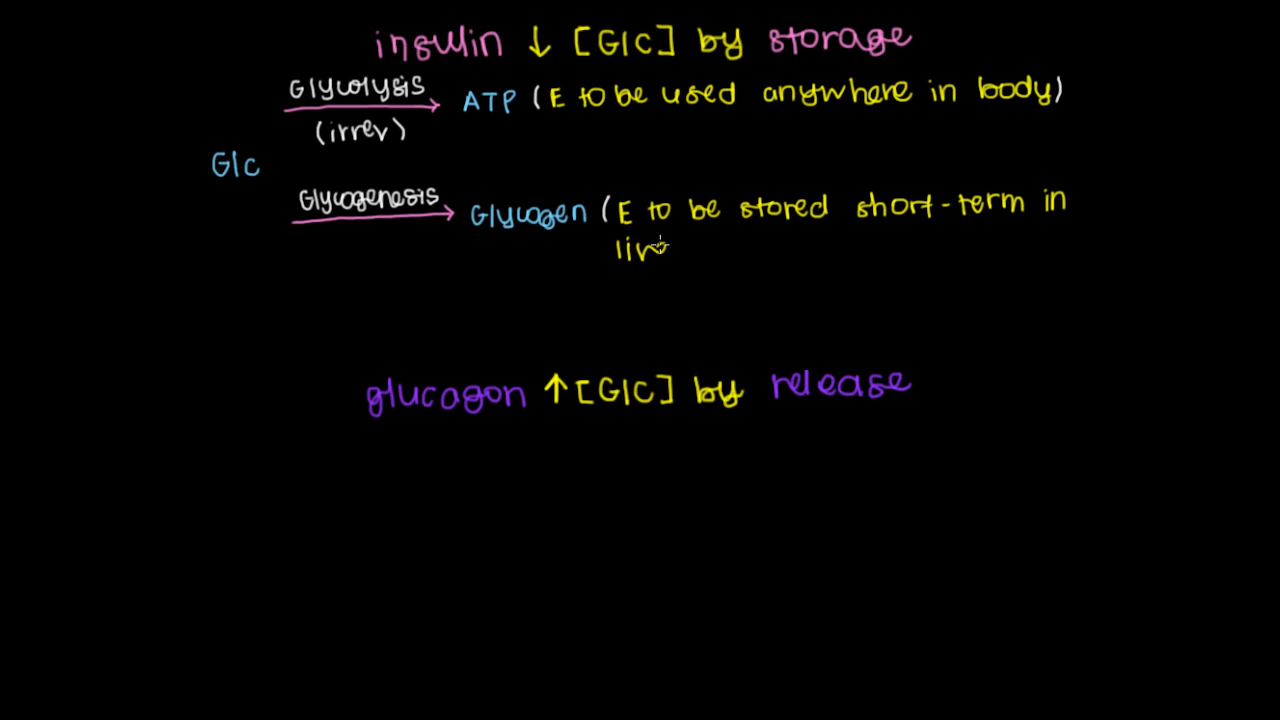 insulin ↓ [Glc] by storage
Glycolysis
ATP (E to be used anywhere in body)
(irrev)
Glc
Glycogenesis
Glycogen (E to be stored short-term in
live
glucagon ↑ [Glc] by release